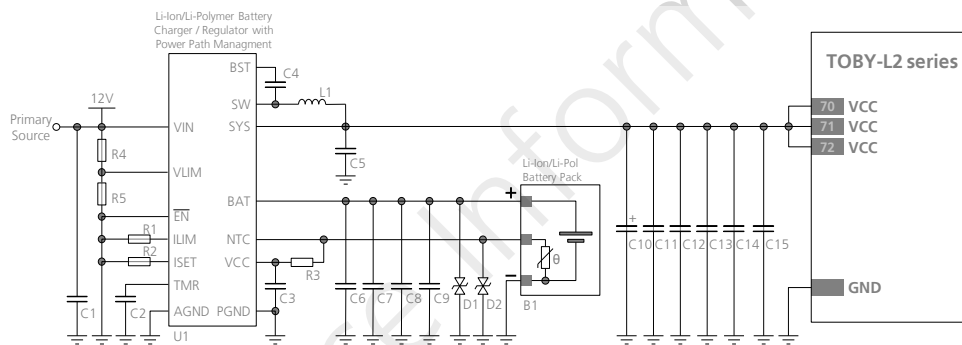 Li-Ion/Li-Polymer Battery
Charger / Regulator with
Power Path Managment
TOBY-L2 series
BST
C4
12V
SW
L1
70 VCC
Primary
Source
VIN
SYS
71 VCC
R4
72 VCC
VLIM
C5
Li-Ion/Li-Pol
Battery Pack
R5
BAT
+
EN
R1
ILIM
NTC
+
C10 C11 C12 C13 C14 C15
R2
ISET
VCC
R3
θ
TMR
–
GND
C1 C2
C3 C6 C7 C8 C9 D1 D2 B1
AGND PGND
U1
se Inform